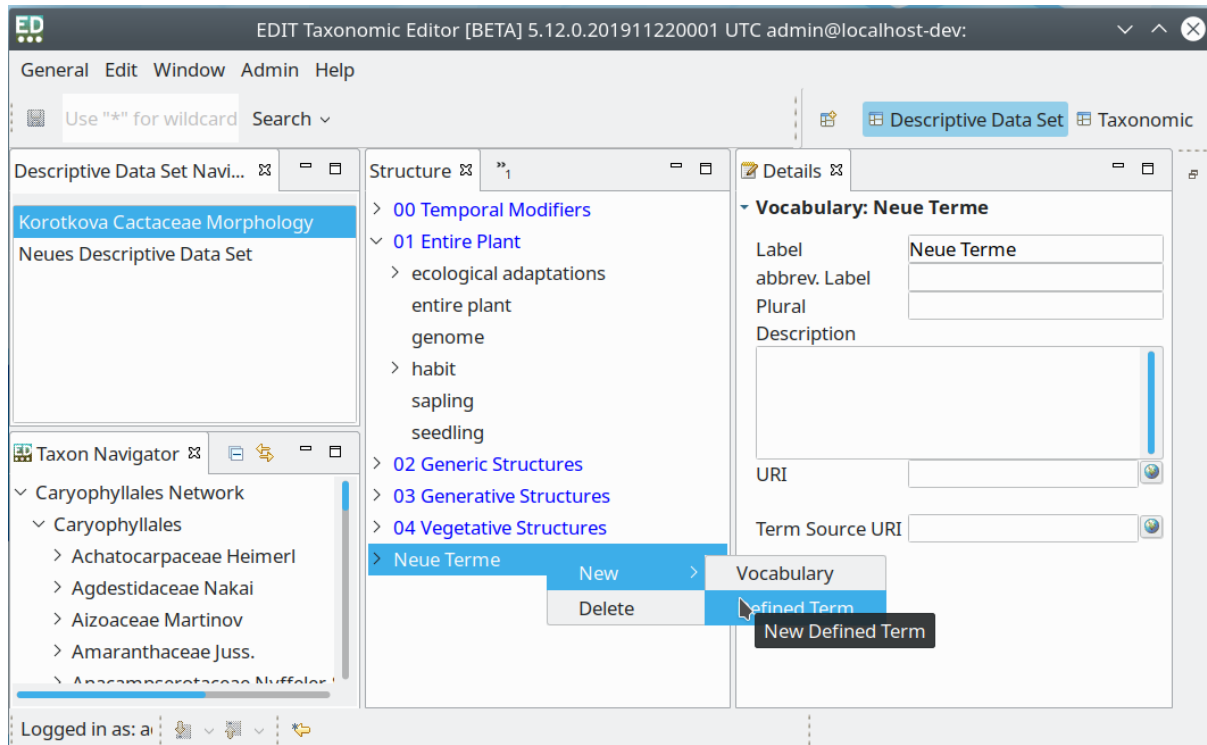 EDIT Taxonomic Editor [BETA] 5.12.0.201911220001 UTC admin@localhost-dev:
General Edit Window Admin Help
Use "*" for wildcard Search
Descriptive Data Set Taxonomic
Descriptive Data Set Navi...
Korotkova Cactaceae Morphology
Neues Descriptive Data Set
Taxon Navigator
Caryophyllales Network
Caryophyllales
Achatocarpaceae Heimerl
Agdestidaceae Nakai
Aizoaceae Martinov
Amaranthaceae Juss.
Structure
1
00 Temporal Modifiers
01 Entire Plant
ecological adaptations
entire plant
genome
habit
sapling
seedling
02 Generic Structures
03 Generative Structures
04 Vegetative Structures
Neue Terme
New
Delete
Vocabulary
efined Term
New Defined Term
Details
Vocabulary: Neue Terme
Label Neue Terme
abbrev. Label
Plural
Description
URI
Term Source URI
Logged in as: